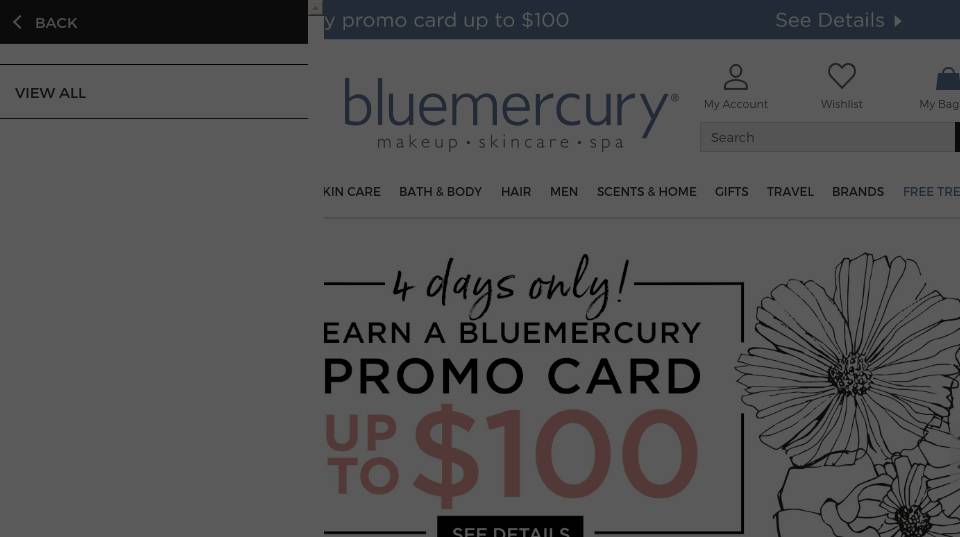 BACK
VIEW ALL
y promo card up to $100
See Details
bluemercury®
makeup • skincare • spa
My Account
Wishlist
My Bag
Search
KIN CARE
BATH & BODY
HAIR
MEN
SCENTS & HOME
GIFTS
TRAVEL
BRANDS
FREE TRE
4 days only!
EARN A BLUEMERCURY
PROMO CARD
UP
TO
$100
SEE DETAILS